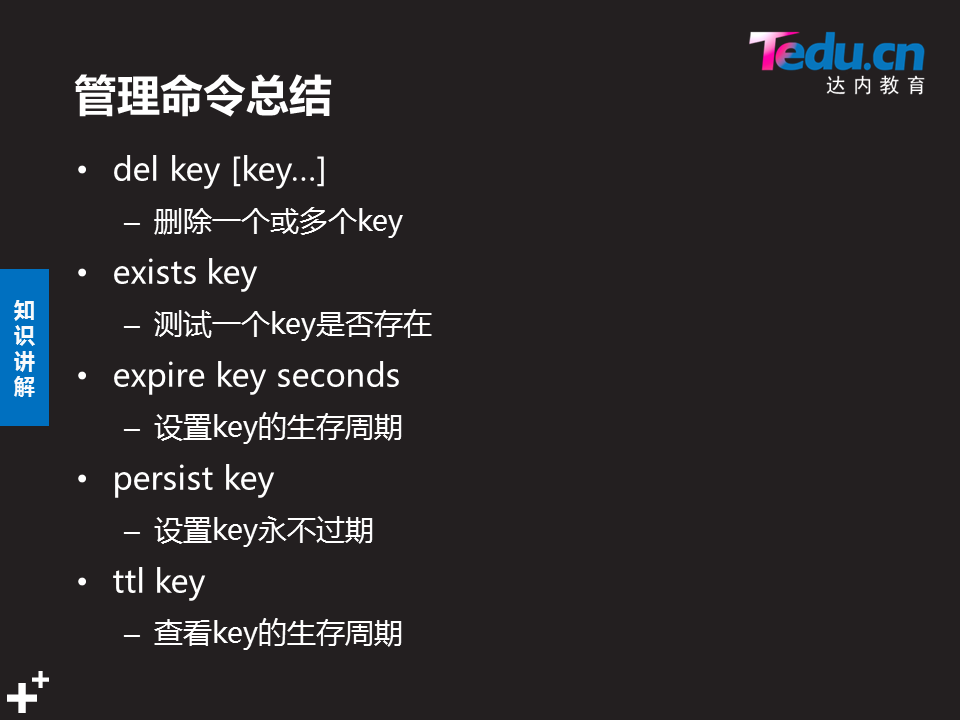 Tedu.cn
达内教育
管理命令总结
• del key [key…]
– 删除一个或多个key
• exists key
– 测试一个key是否存在
• expire key seconds
– 设置key的生存周期
• persist key
– 设置key永不过期
• ttl key
– 查看key的生存周期
知识讲解